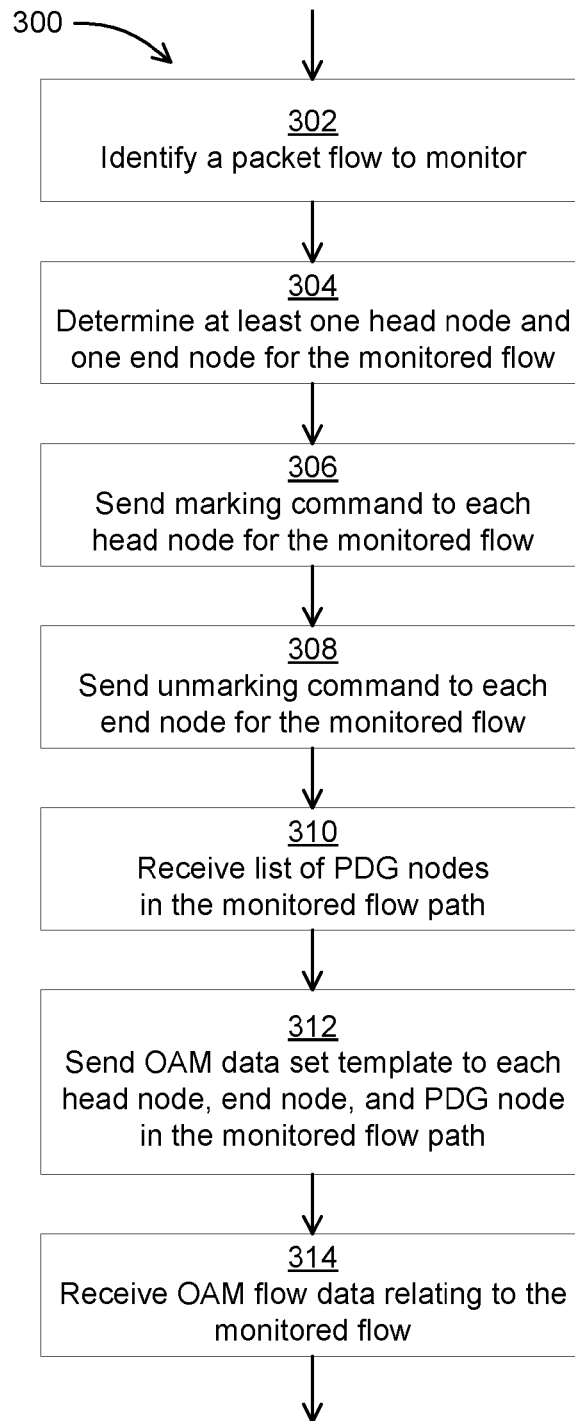 300
302
Identify a packet flow to monitor
304
Determine at least one head node and
one end node for the monitored flow
306
Send marking command to each
head node for the monitored flow
308
Send unmarking command to each
end node for the monitored flow
310
Receive list of PDG nodes
in the monitored flow path
312
Send OAM data set template to each
head node, end node, and PDG node
in the monitored flow path
314
Receive OAM flow data relating to the
monitored flow